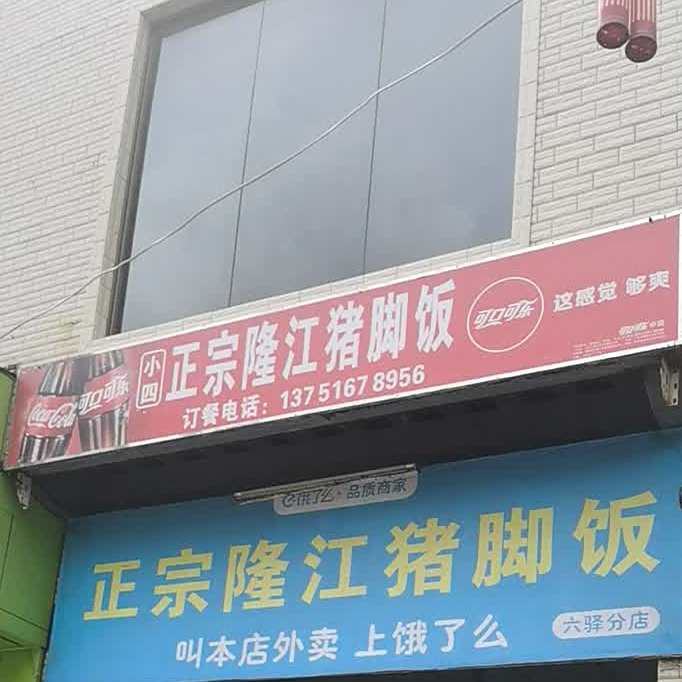 小四
正宗隆江猪脚饭
订餐电话：13751678956
Coca-Cola
可口可乐
可口可乐
这感觉 够爽
饿了么·品质商家
正宗隆江猪脚饭
叫本店外卖 上饿了么
六驿分店